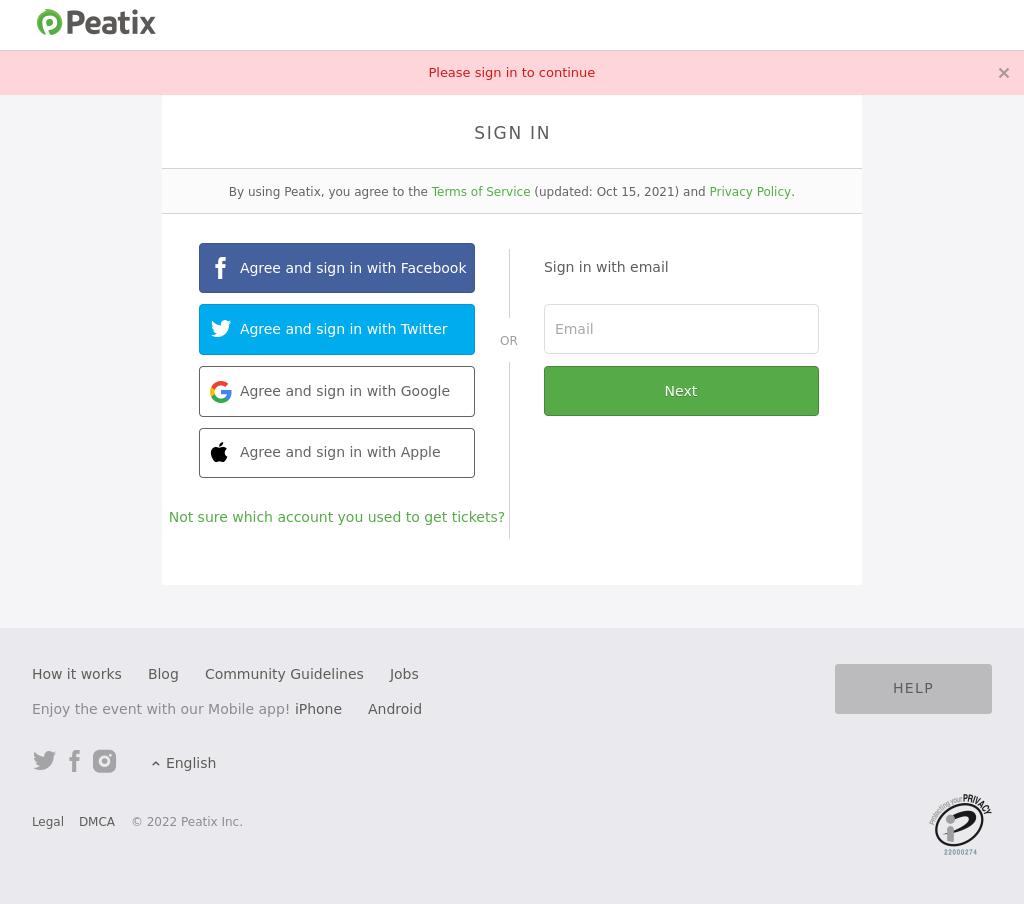 Peatix
Please sign in to continue
SIGN IN
By using Peatix, you agree to the Terms of Service (updated: Oct 15, 2021) and Privacy Policy.
Agree and sign in with Facebook
Agree and sign in with Twitter
Agree and sign in with Google
Agree and sign in with Apple
Not sure which account you used to get tickets?
OR
Sign in with email
Email
Next
How it works Blog Community Guidelines Jobs
Enjoy the event with our Mobile app! iPhone Android
HELP
English
Legal DMCA © 2022 Peatix Inc.
Protecting your PRIVACY
22000274